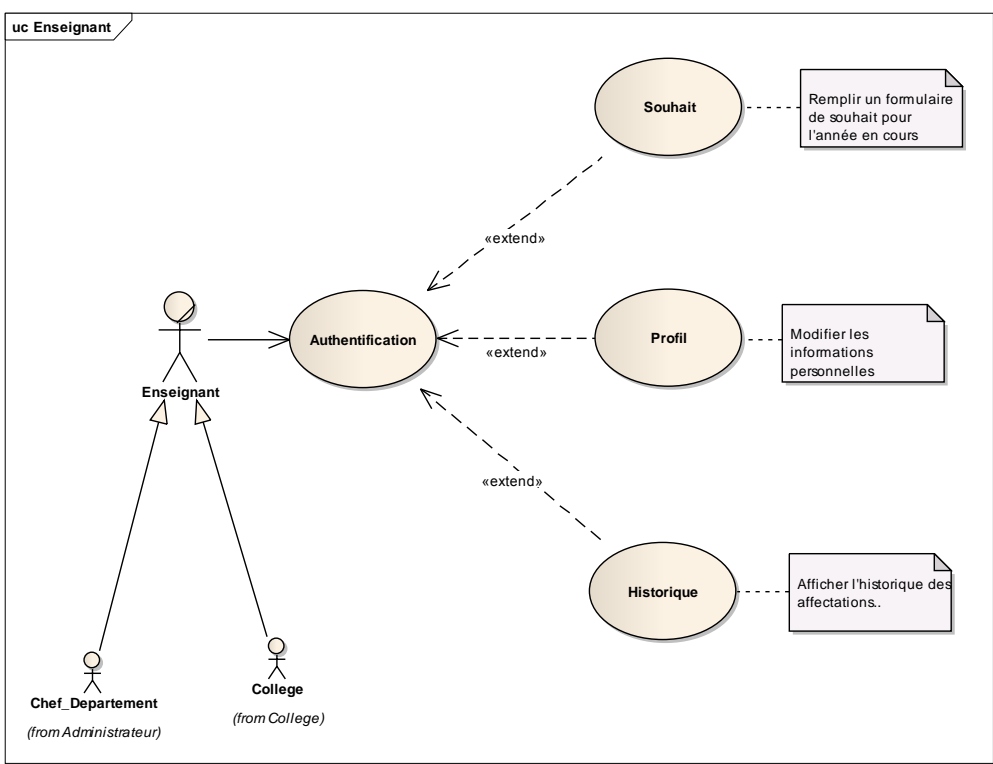 uc Enseignant
Souhait
Remplir un formulaire
de souhait pour
l'année en cours
«extend»
Authentification
«extend»
Profil
Modifier les
informations
personnelles
Enseignant
«extend»
Historique
Afficher l'historique des
affectations..
Chef_Departement
(from Administrateur)
College
(from College)